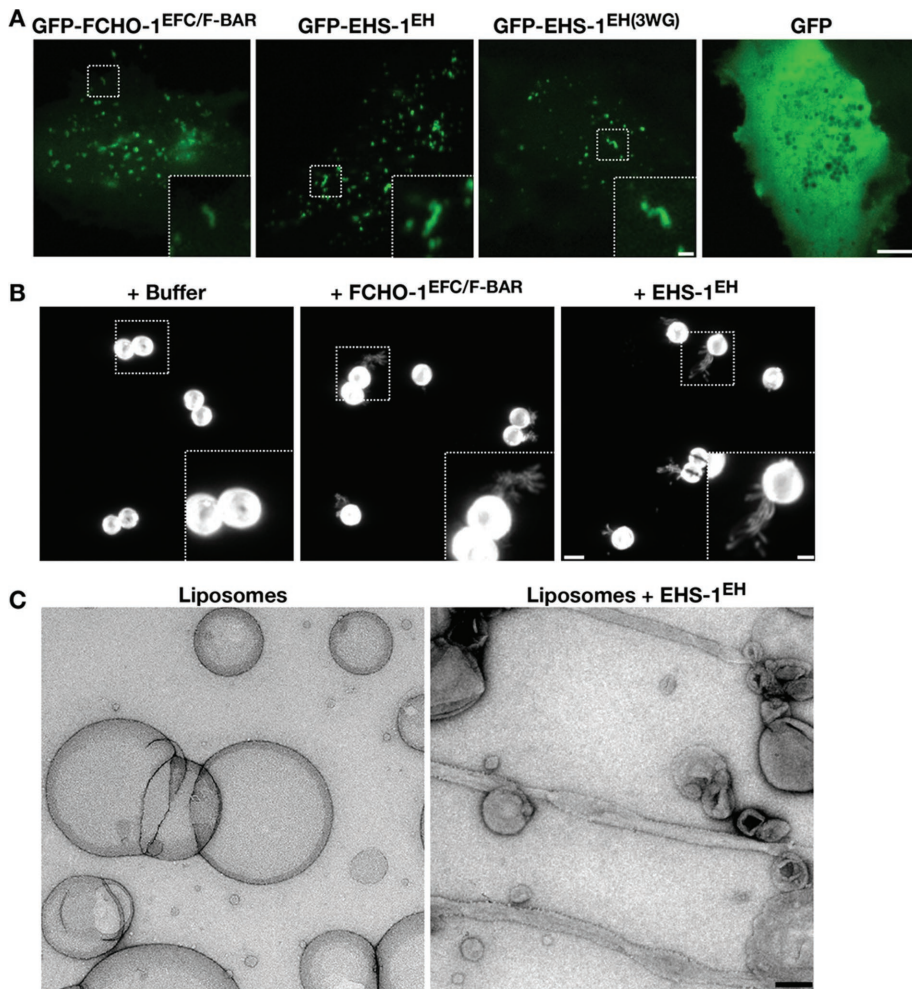 A
GFP-FCHO-1EFC/F-BAR GFP-EHS-1EH GFP-EHS-1EH(3WG) GFP
B
+ Buffer + FCHO-1EFC/F-BAR + EHS-1EH
C
Liposomes Liposomes + EHS-1EH